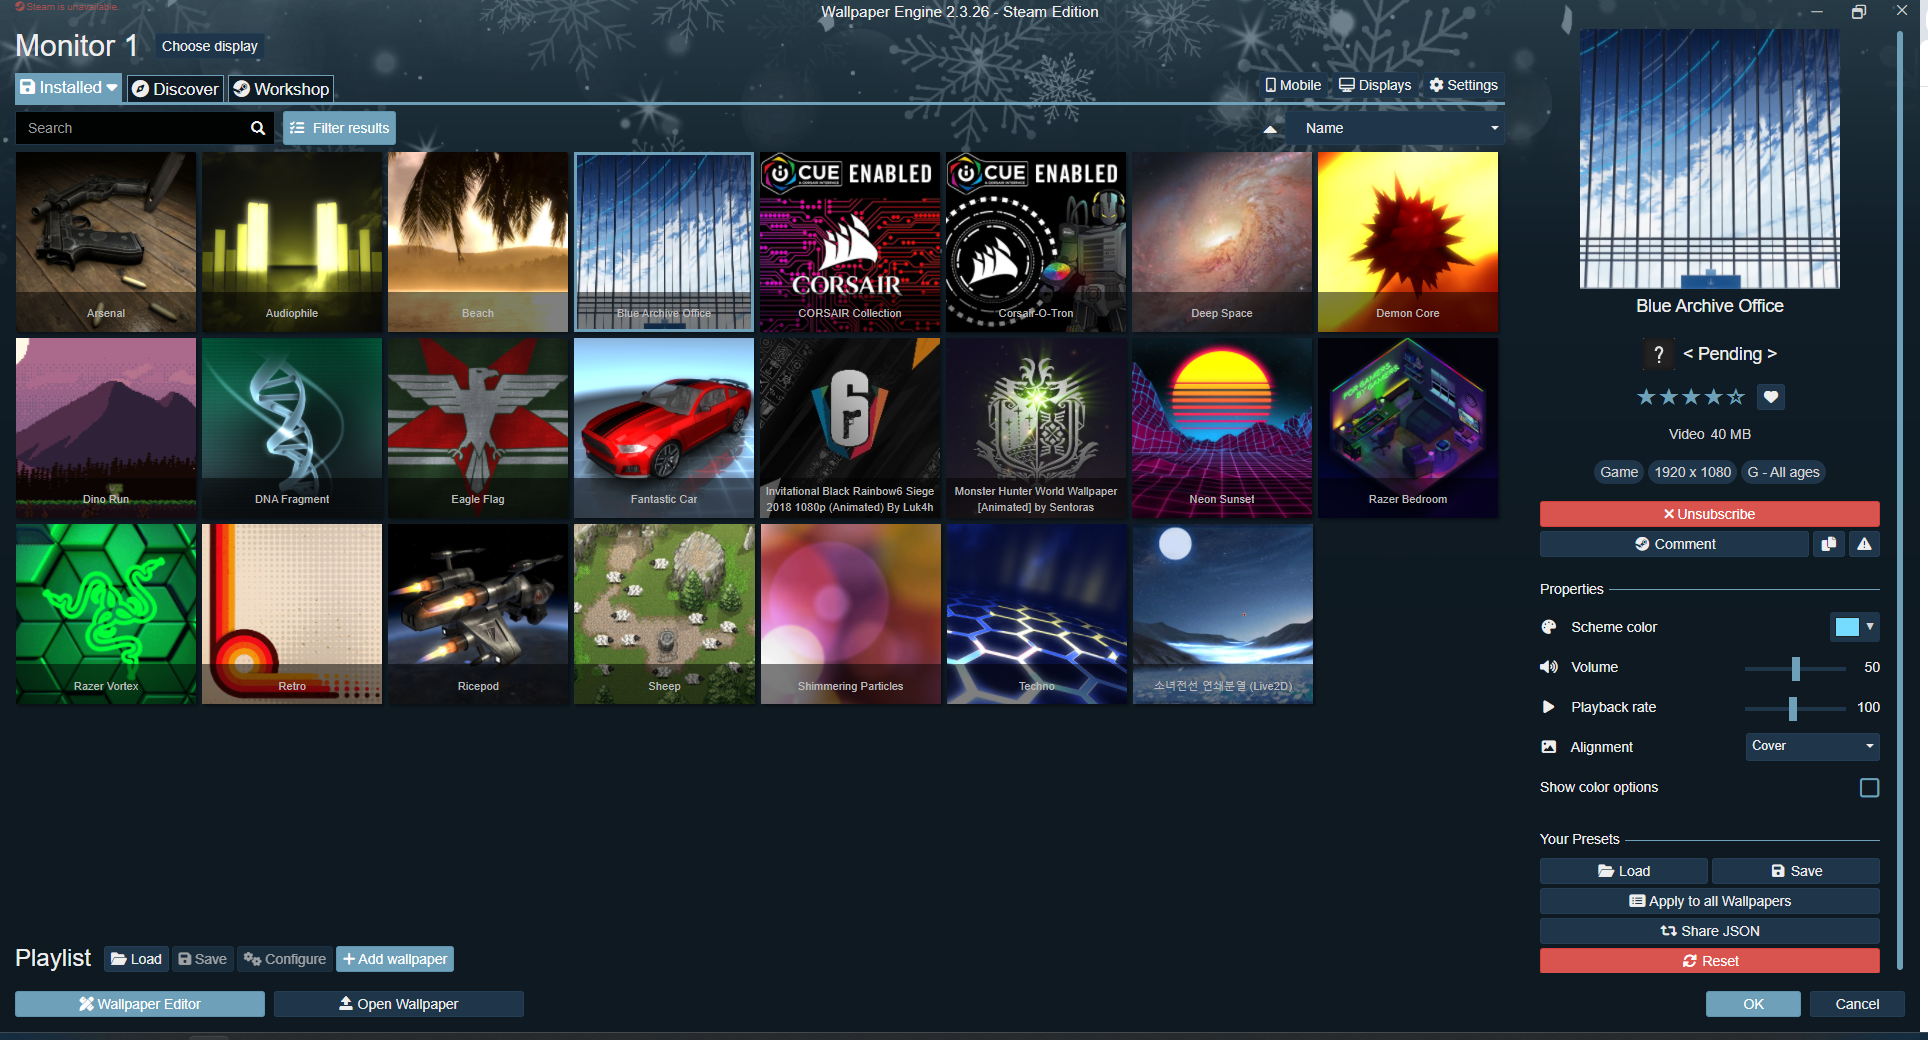 Steam is unavailable.
Wallpaper Engine 2.3.26 - Steam Edition
Monitor 1
Choose display
Installed
Discover
Workshop
Mobile
Displays
Settings
Search
Filter results
Name
Arsenal
Audiophile
Beach
Blue Archive Office
CUE ENABLED
CORSAIR
CORSAIR Collection
CUE ENABLED
Corsair-O-Tron
Deep Space
Demon Core
Dino Run
DNA Fragment
Eagle Flag
Fantastic Car
6
Invitational Black Rainbow6 Siege
2018 1080p (Animated) By Luk4h
Monster Hunter World Wallpaper
[Animated] by Sentoras
Neon Sunset
FOR GAMERS
BY GAMERS
Razer Bedroom
Razer Vortex
Retro
Ricepod
Sheep
Shimmering Particles
Techno
소녀전선 연쇄분열 (Live2D)
Playlist
Load
Save
Configure
Add wallpaper
Wallpaper Editor
Open Wallpaper
Blue Archive Office
?
< Pending >
Video 40 MB
Game
1920 x 1080
G - All ages
Unsubscribe
Comment
Properties
Scheme color
Volume
50
Playback rate
100
Alignment
Cover
Show color options
Your Presets
Load
Save
Apply to all Wallpapers
Share JSON
Reset
OK
Cancel